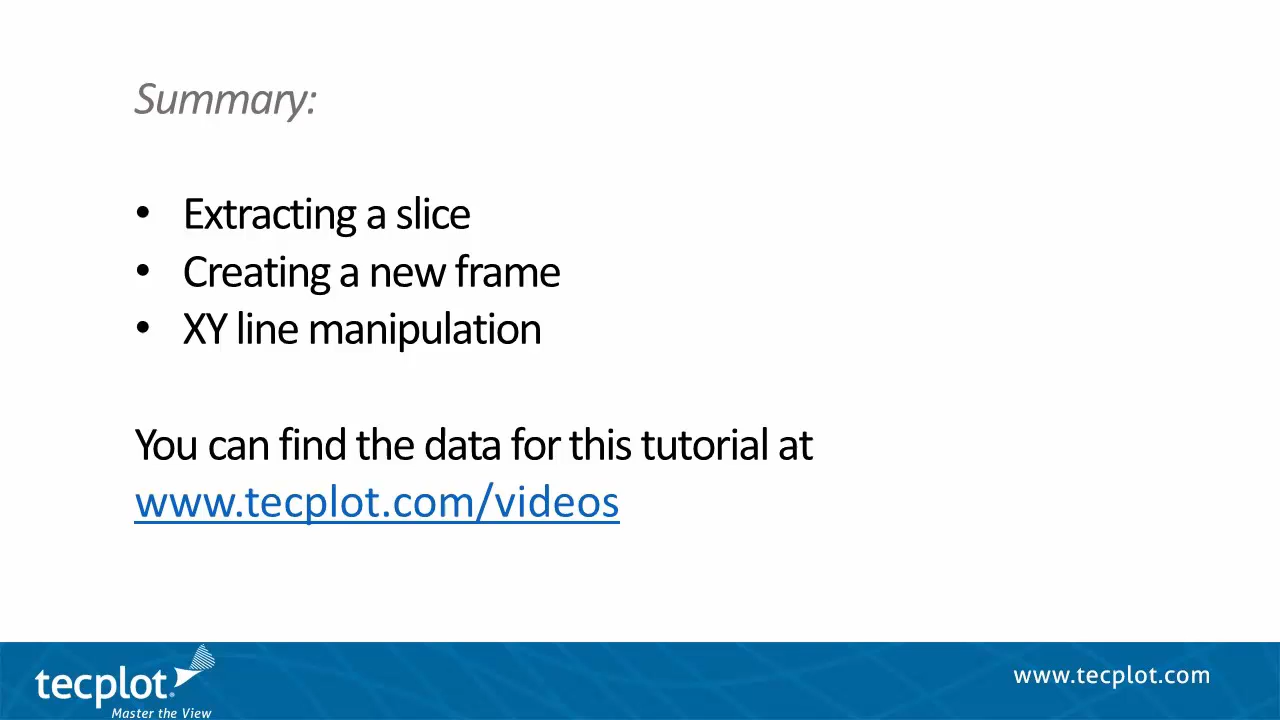 Summary:
• Extracting a slice
• Creating a new frame
• XY line manipulation
You can find the data for this tutorial at
www.tecplot.com/videos
tecplot.®
Master the View
www.tecplot.com